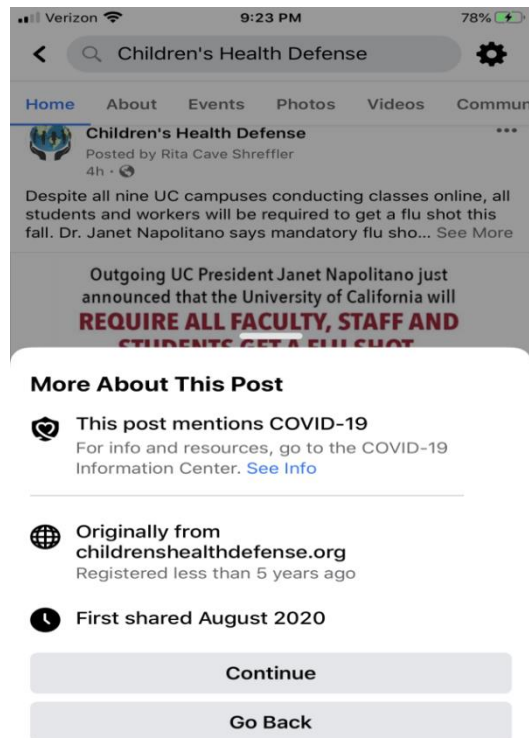 Verizon 9:23 PM 78%
Children's Health Defense
Home About Events Photos Videos Commun
Children's Health Defense
Posted by Rita Cave Shreffler
4h ·
Despite all nine UC campuses conducting classes online, all
students and workers will be required to get a flu shot this
fall. Dr. Janet Napolitano says mandatory flu sho... See More
Outgoing UC President Janet Napolitano just
announced that the University of California will
REQUIRE ALL FACULTY, STAFF AND
STUDENTS GET A FLU SHOT
More About This Post
This post mentions COVID-19
For info and resources, go to the COVID-19
Information Center. See Info
Originally from
childrenshealthdefense.org
Registered less than 5 years ago
First shared August 2020
Continue
Go Back